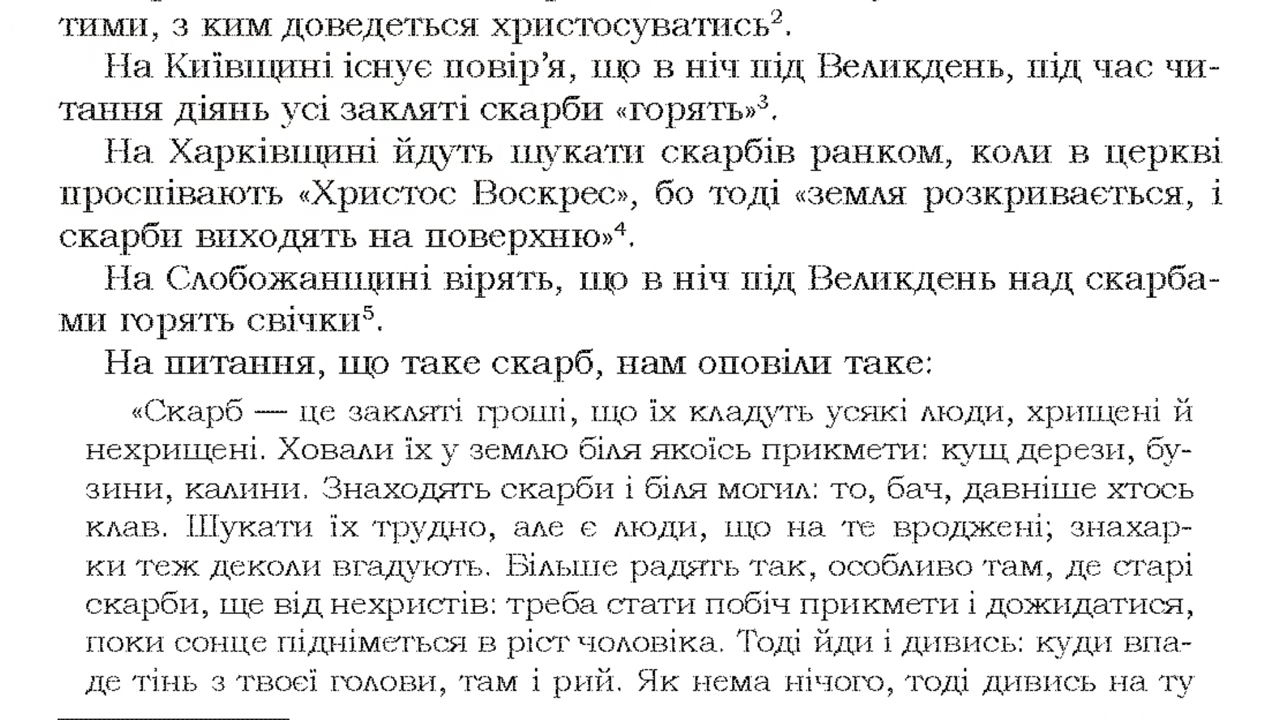 тими, з ким доведеться христосуватись².
На Київщині існує повір’я, що в ніч під Великдень, під час чи-
тання діянь усі закляті скарби «горять»³.
На Харківщині йдуть шукати скарбів ранком, коли в церкві
проспівають «Христос Воскрес», бо тоді «земля розкривається, і
скарби виходять на поверхню»⁴.
На Слобожанщині вірять, що в ніч під Великдень над скарба-
ми горять свічки⁵.
На питання, що таке скарб, нам оповіли таке:
«Скарб — це закляті гроші, що їх кладуть усякі люди, хрищені й
нехрищені. Ховали їх у землю біля якоїсь прикмети: кущ дерези, бу-
зини, калини. Знаходять скарби і біля могил: то, бач, давніше хтось
клав. Шукати їх трудно, але є люди, що на те вроджені; знахар-
ки теж деколи вгадують. Більше радять так, особливо там, де старі
скарби, ще від нехристів: треба стати побіч прикмети і дожидатися,
поки сонце підніметься в ріст чоловіка. Тоді йди і дивись: куди впа-
де тінь з твоєї голови, там і рий. Як нема нічого, тоді дивись на ту